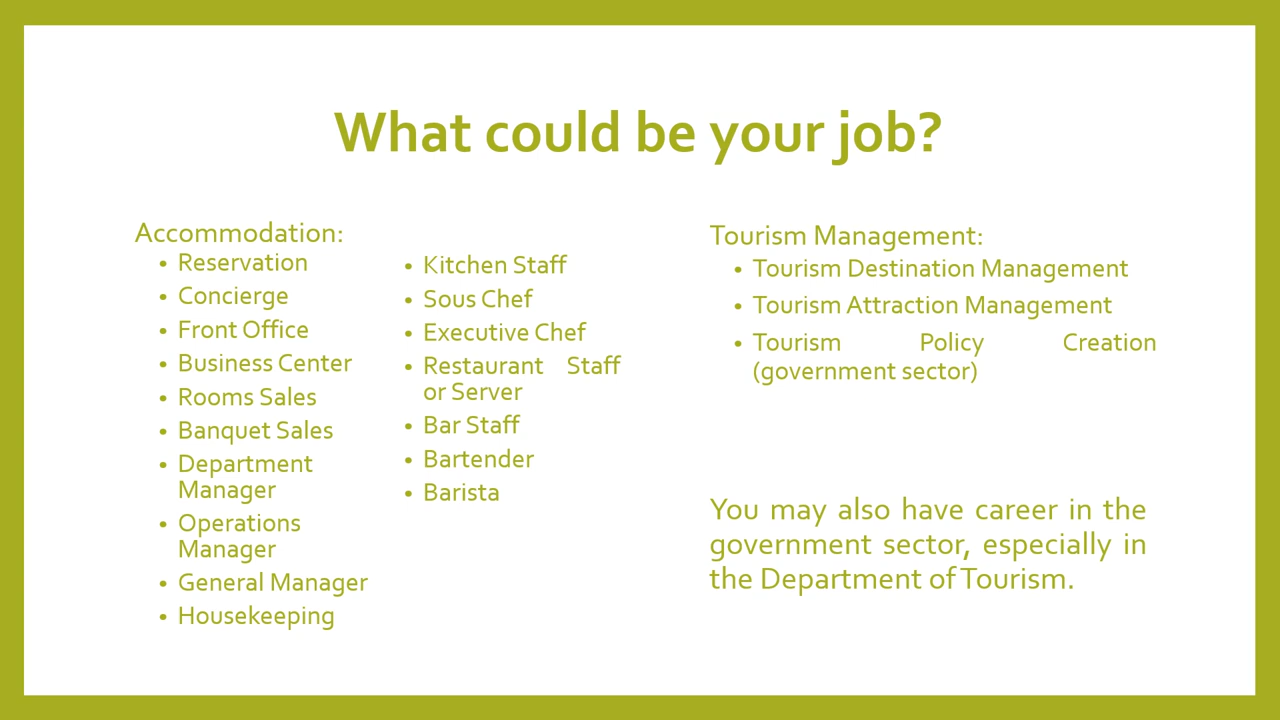 What could be your job?
Accommodation:
• Reservation
• Concierge
• Front Office
• Business Center
• Rooms Sales
• Banquet Sales
• Department
Manager
• Operations
Manager
• General Manager
• Housekeeping
• Kitchen Staff
• Sous Chef
• Executive Chef
• Restaurant Staff
or Server
• Bar Staff
• Bartender
• Barista
Tourism Management:
• Tourism Destination Management
• Tourism Attraction Management
• Tourism Policy Creation
(government sector)
You may also have career in the
government sector, especially in
the Department of Tourism.